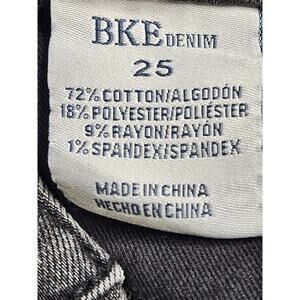 BKE DENIM
25
72% COTTON/ALGODÓN
18% POLYESTER/POLIÉSTER
9% RAYON/RAYÓN
1% SPANDEX/SPANDEX
MADE IN CHINA
HECHO EN CHINA